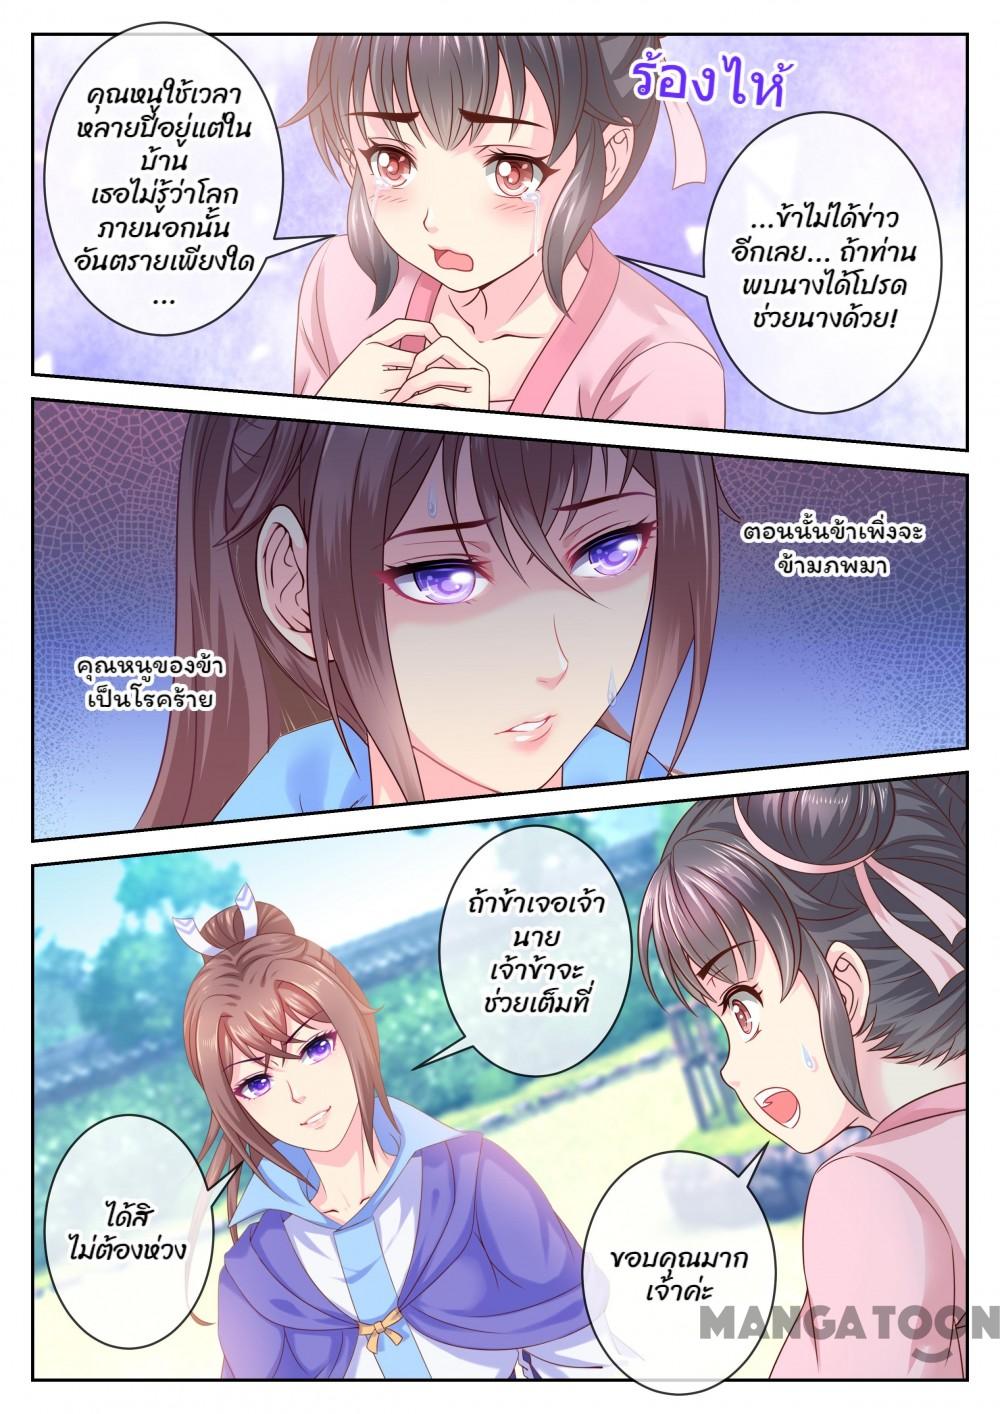 คุณหนูใช้เวลา
หลายปีอยู่แต่ใน
บ้าน
เธอไม่รู้ว่าโลก
ภายนอกนั้น
อันตรายเพียงใด
...
ร้องไห้
...ข้าไม่ได้ข่าว
อีกเลย... ถ้าท่าน
พบนางได้โปรด
ช่วยนางด้วย!
ตอนนั้นข้าเพิ่งจะ
ข้ามภพมา
คุณหนูของข้า
เป็นโรคร้าย
ถ้าข้าเจอเจ้า
นาย
เจ้าข้าจะ
ช่วยเต็มที่
ได้สิ
ไม่ต้องห่วง
ขอบคุณมาก
เจ้าค่ะ
MANGATOON